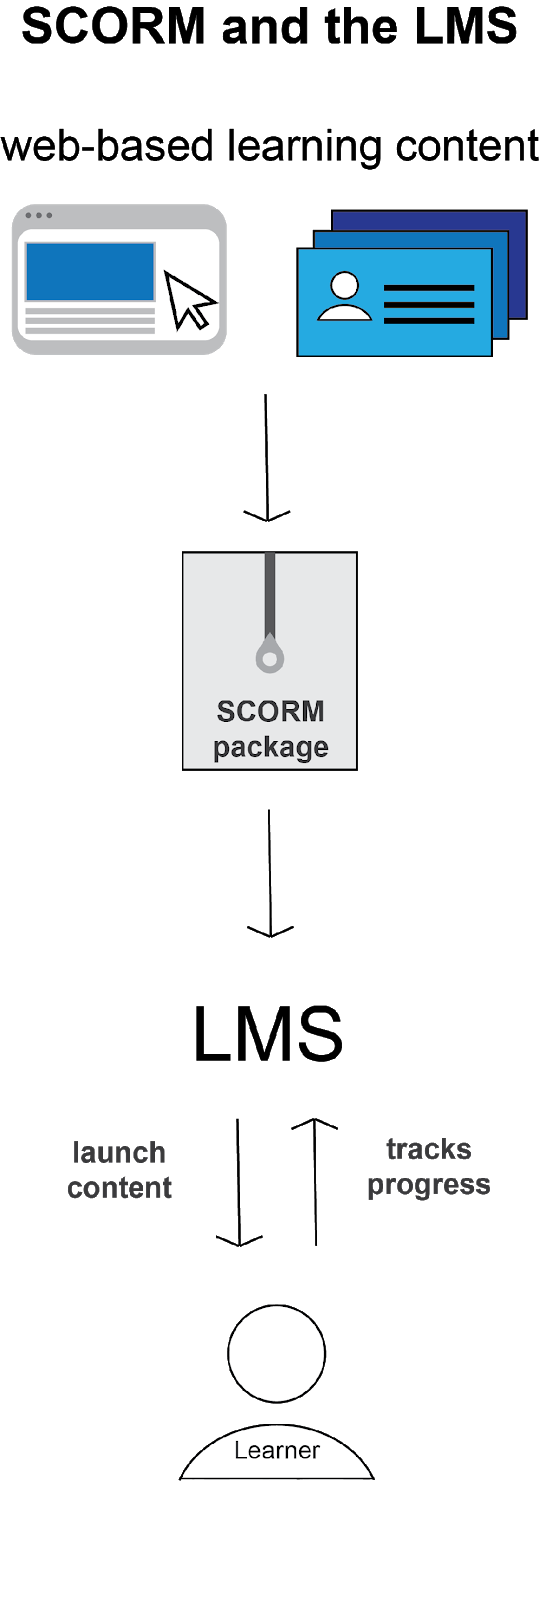 SCORM and the LMS
web-based learning content
SCORM
package
LMS
launch
content
tracks
progress
Learner